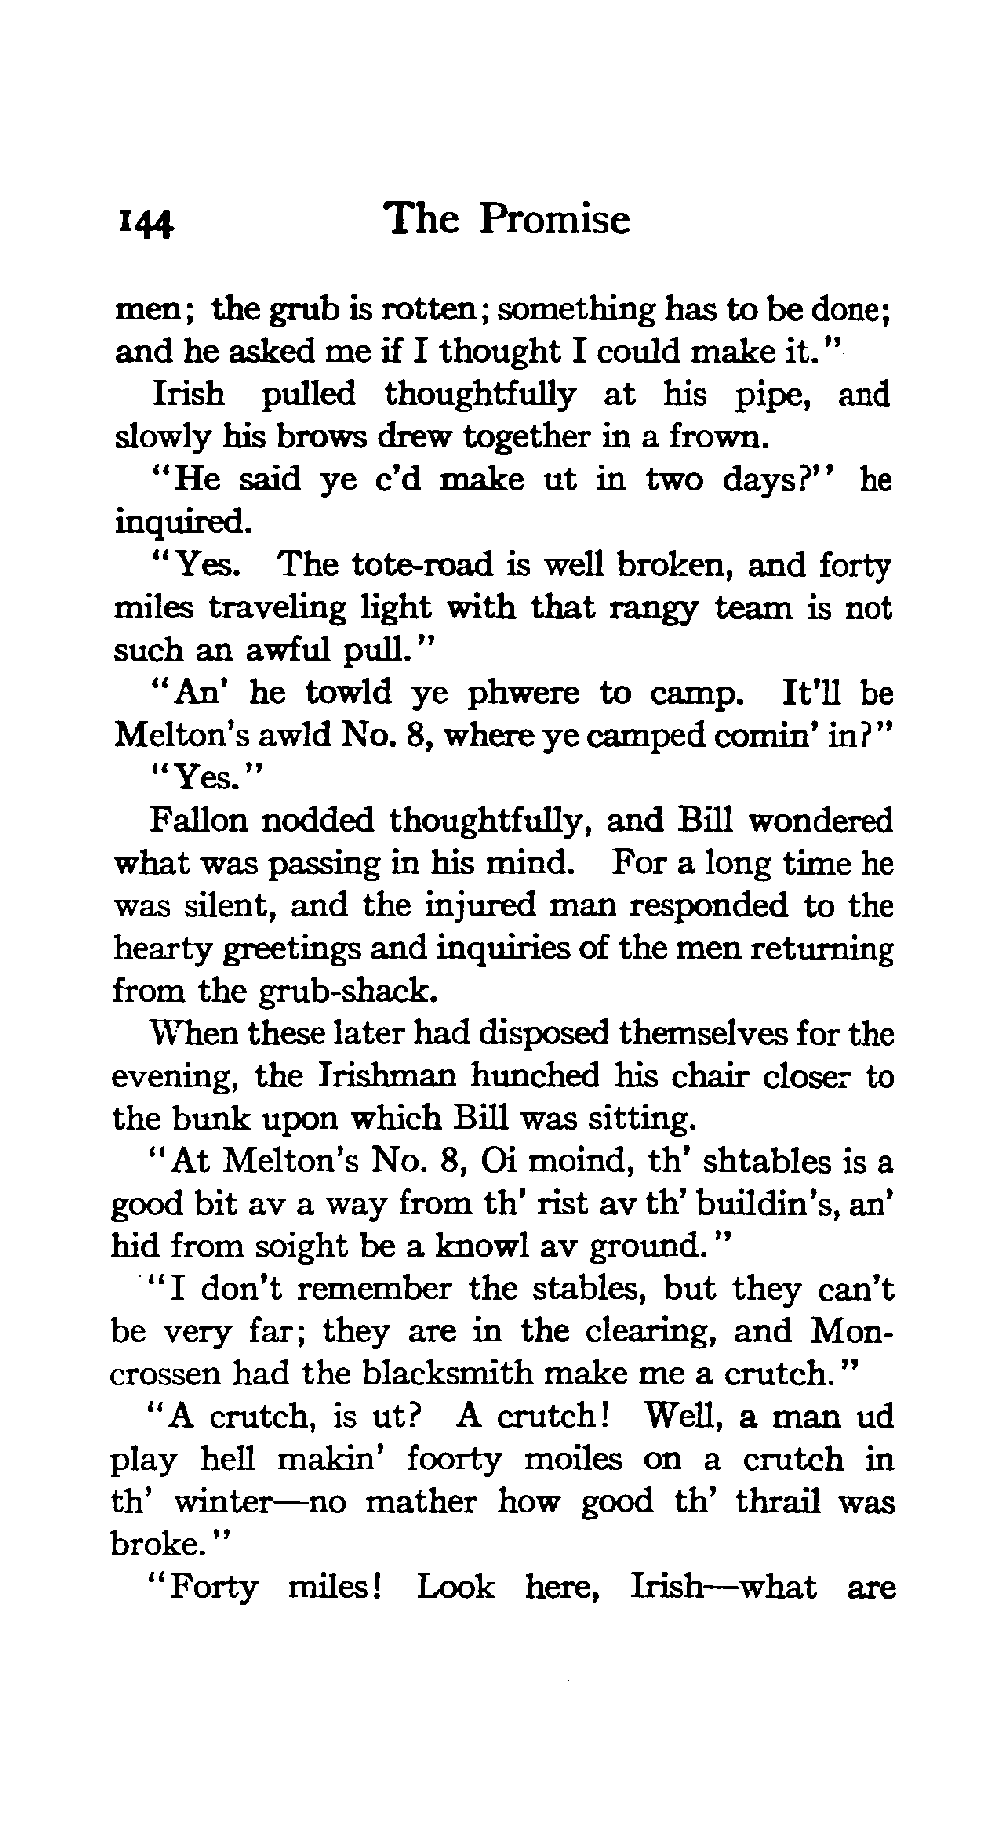 144 The Promise
men; the grub is rotten; something has to be done;
and he asked me if I thought I could make it."
Irish pulled thoughtfully at his pipe, and
slowly his brows drew together in a frown.
"He said ye c'd make ut in two days?" he
inquired.
"Yes. The tote-road is well broken, and forty
miles traveling light with that rangy team is not
such an awful pull."
"An' he towld ye phwere to camp. It'll be
Melton's awld No. 8, where ye camped comin' in?"
"Yes."
Fallon nodded thoughtfully, and Bill wondered
what was passing in his mind. For a long time he
was silent, and the injured man responded to the
hearty greetings and inquiries of the men returning
from the grub-shack.
When these later had disposed themselves for the
evening, the Irishman hunched his chair closer to
the bunk upon which Bill was sitting.
"At Melton's No. 8, Oi moind, th' shtables is a
good bit av a way from th' rist av th' buildin's, an'
hid from soight be a knowl av ground."
"I don't remember the stables, but they can't
be very far; they are in the clearing, and Mon-
crossen had the blacksmith make me a crutch."
"A crutch, is ut? A crutch! Well, a man ud
play hell makin' foorty moiles on a crutch in
th' winter—no mather how good th' thrail was
broke."
"Forty miles! Look here, Irish—what are